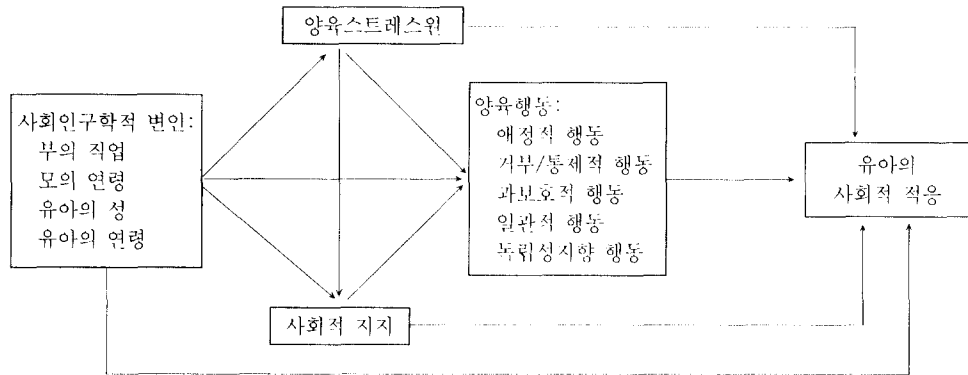 양육스트레스원
사회인구학적 변인:
부의 직업
모의 연령
유아의 성
유아의 연령
양육행동:
애정적 행동
거부/통제적 행동
과보호적 행동
일관적 행동
독립성지향 행동
유아의
사회적 적응
사회적 지지